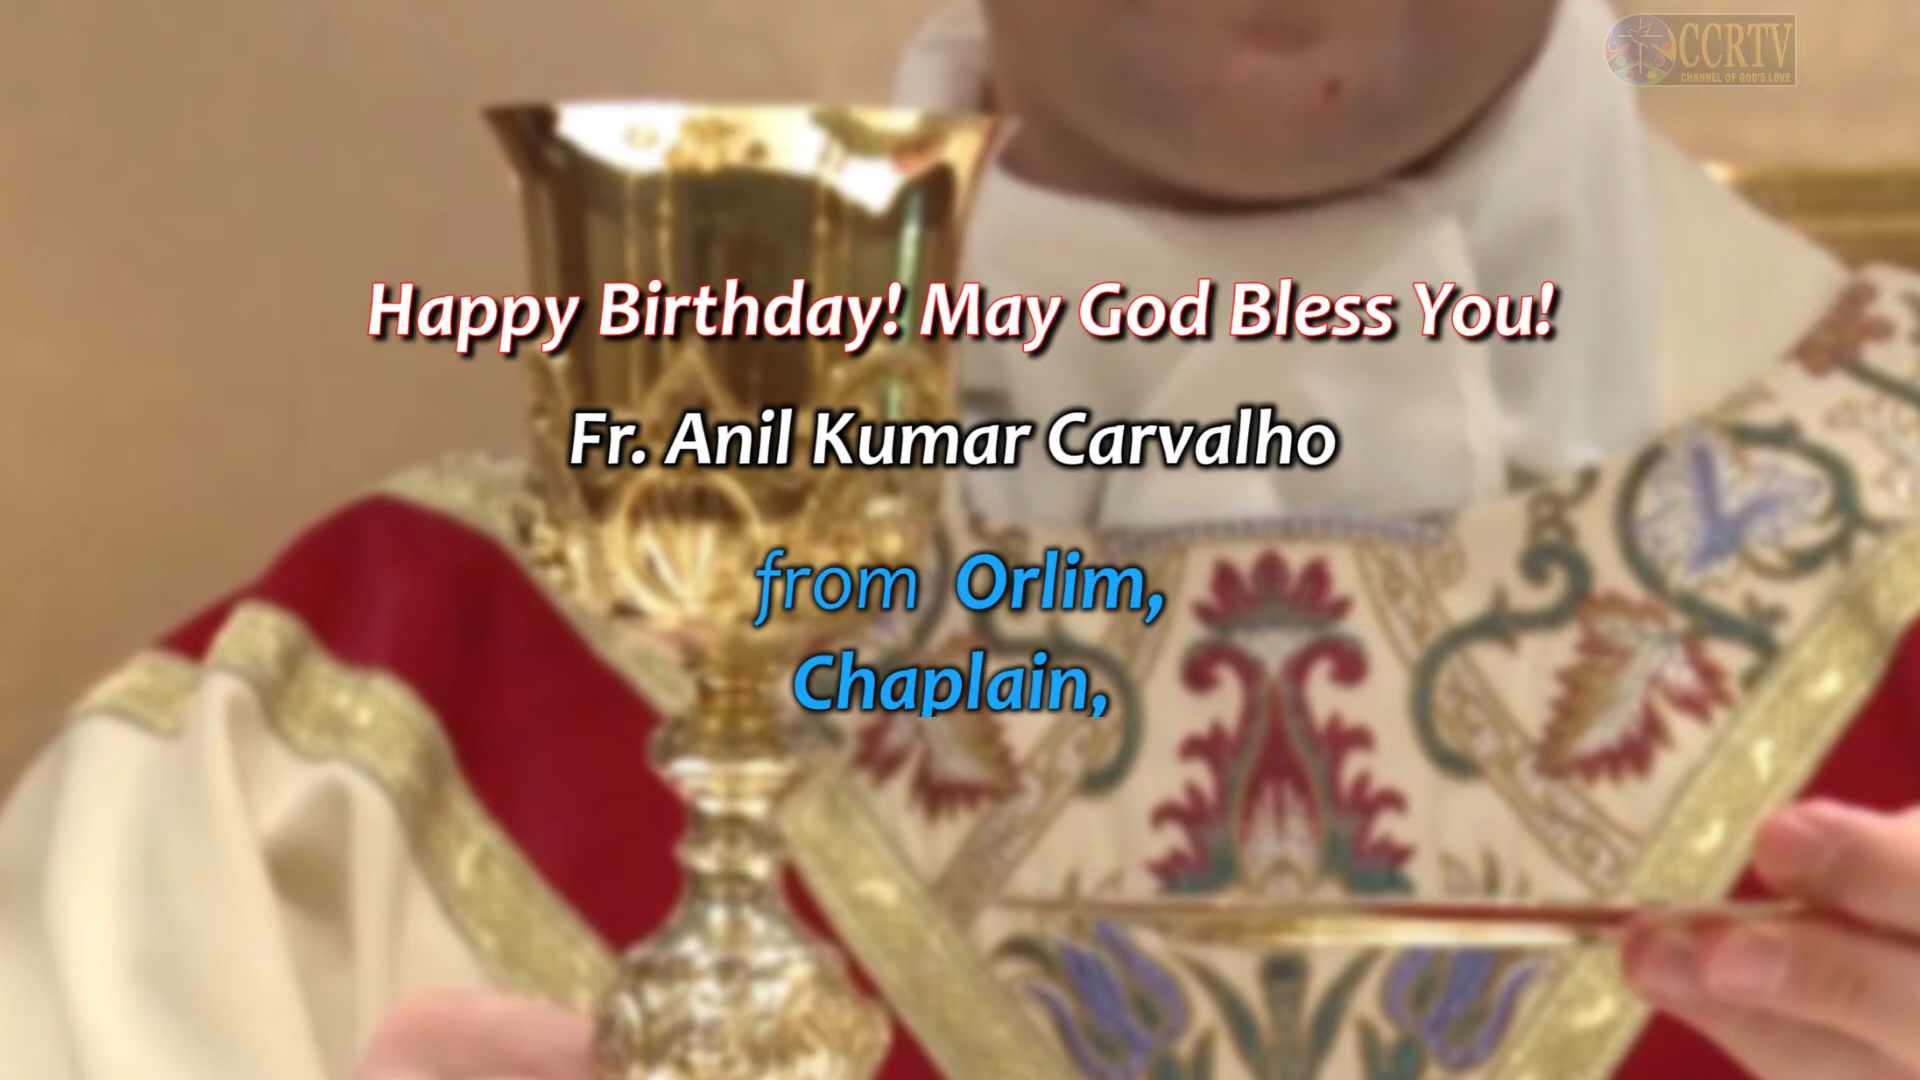 CCRTV
CHANNEL OF GOD'S LOVE
Happy Birthday! May God Bless You!
Fr. Anil Kumar Carvalho
from Orlim,
Chaplain,